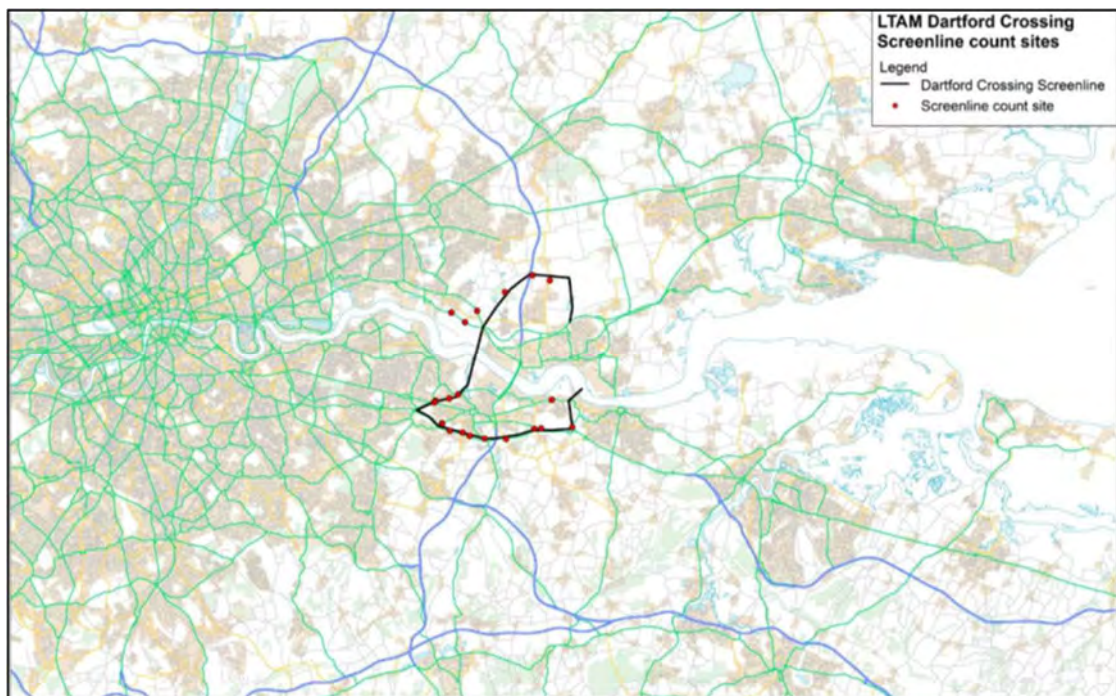 LTAM Dartford Crossing
Screenline count sites
Legend
Dartford Crossing Screenline
Screenline count site